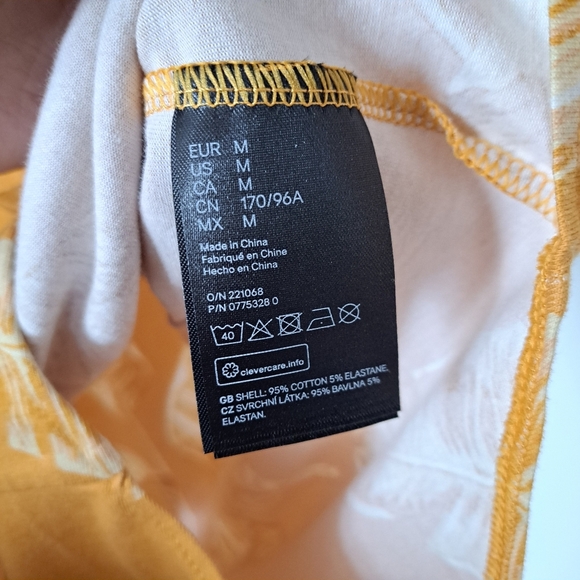 EUR M
US M
CA M
CN 170/96A
MX M
Made in China
Fabriqué en Chine
Hecho en China
O/N 221068
P/N 0775328 0
40
clevercare.info
GB SHELL: 95% COTTON 5% ELASTANE,
CZ SVRCHNÍ LÁTKA: 95% BAVLNA 5%
ELASTAN.